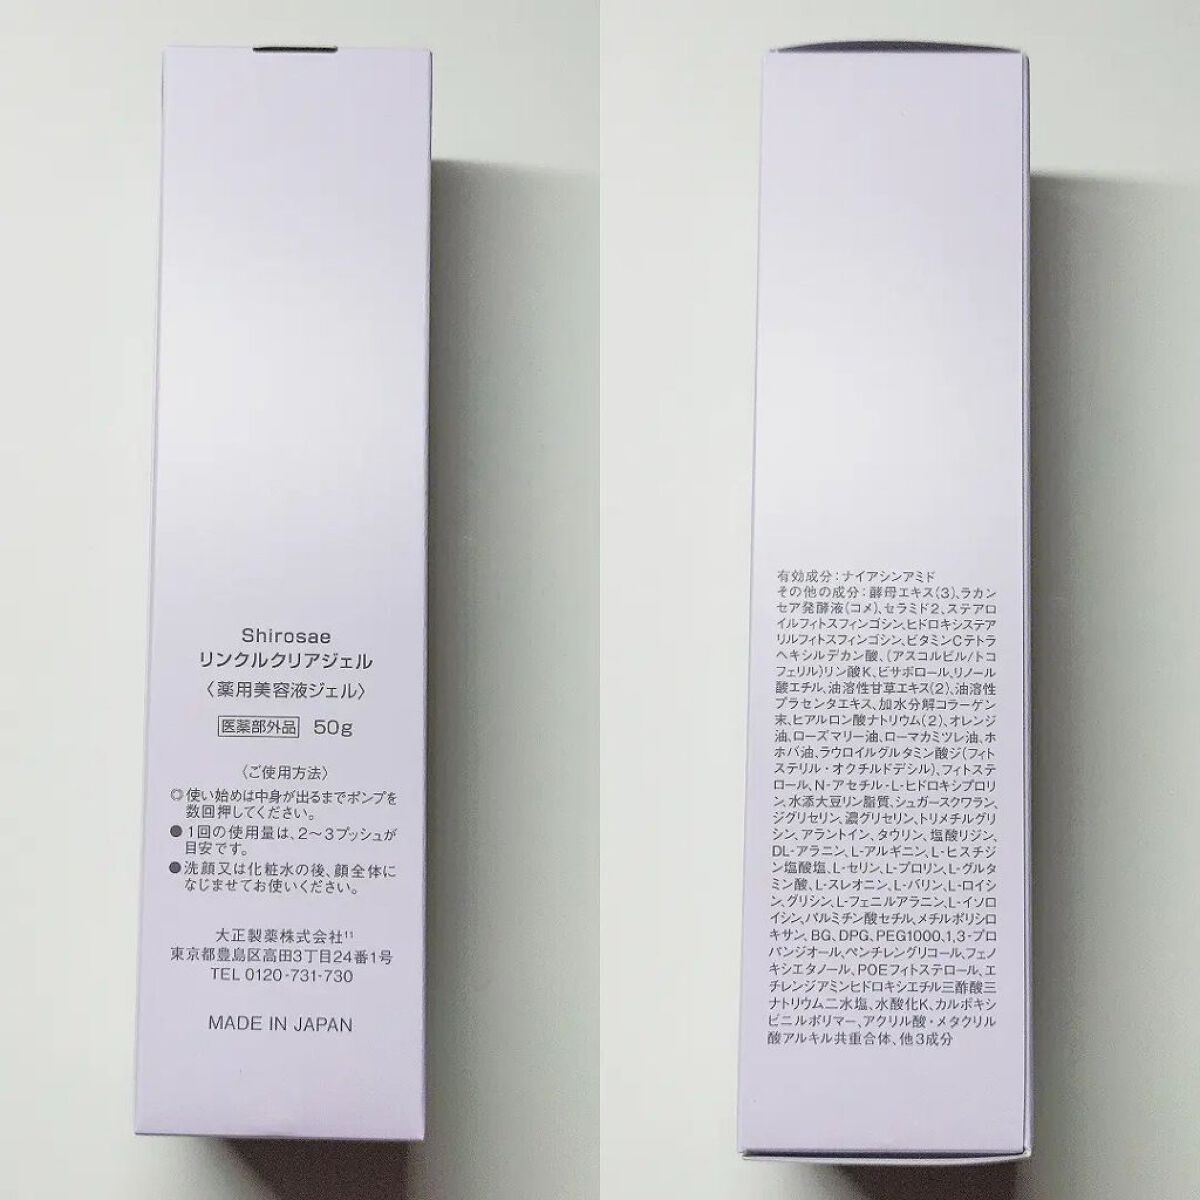 Shirosae
リンクルクリアジェル
〈薬用美容液ジェル〉
医薬部外品 50g
〈ご使用方法〉
◎使い始めは中身が出るまでポンプを
数回押してください。
●1回の使用量は、2〜3プッシュが
目安です。
●洗顔又は化粧水の後、顔全体に
なじませてお使いください。
大正製薬株式会社11
東京都豊島区高田3丁目24番1号
TEL 0120-731-730
MADE IN JAPAN
有効成分:ナイアシンアミド
その他の成分:酵母エキス(3)、ラカン
セア発酵液(コメ)、セラミド2、ステアロ
イルフィトスフィンゴシン、ヒドロキシステア
リルフィトスフィンゴシン、ビタミンCテトラ
ヘキシルデカン酸、(アスコルビル/トコ
フェリル)リン酸K、ビサボロール、リノール
酸エチル、油溶性甘草エキス(2)、油溶性
プラセンタエキス、加水分解コラーゲン
末、ヒアルロン酸ナトリウム(2)、オレンジ
油、ローズマリー油、ローマカミツレ油、ホ
ホバ油、ラウロイルグルタミン酸ジ(フィト
ステリル・オクチルドデシル)、フィトステ
ロール、N-アセチル-L-ヒドロキシプロリ
ン、水添大豆リン脂質、シュガースクワラン、
ジグリセリン、濃グリセリン、トリメチルグリ
シン、アラントイン、タウリン、塩酸リジン、
DL-アラニン、L-アルギニン、L-ヒスチジ
ン塩酸塩、L-セリン、L-プロリン、L-グルタ
ミン酸、L-スレオニン、L-バリン、L-ロイシ
ン、グリシン、L-フェニルアラニン、L-イソロ
イシン、パルミチン酸セチル、メチルポリシロ
キサン、BG、DPG、PEG1000、1,3-プロ
パンジオール、ペンチレングリコール、フェノ
キシエタノール、POEフィトステロール、エ
チレンジアミンヒドロキシエチル三酢酸三
ナトリウム二水塩、水酸化K、カルボキシ
ビニルポリマー、アクリル酸・メタクリル
酸アルキル共重合体、他3成分